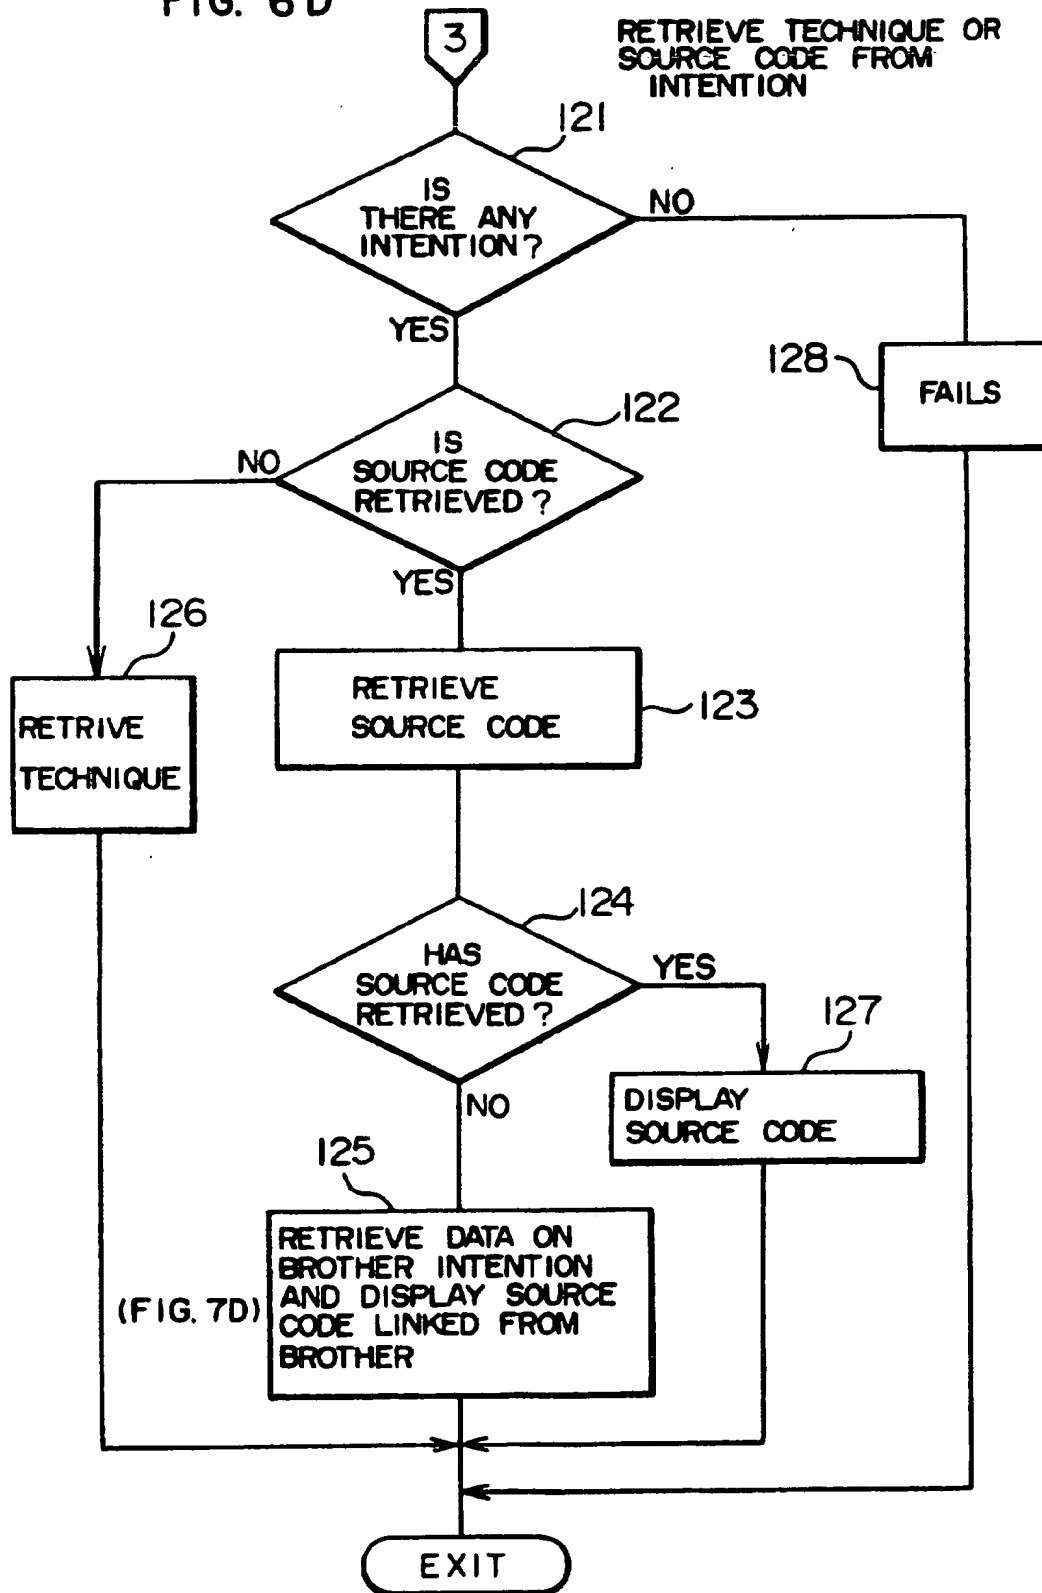 FIG. 6D
3
RETRIEVE TECHNIQUE OR
SOURCE CODE FROM
INTENTION
121
IS
THERE ANY
INTENTION?
NO
YES
128
FAILS
122
IS
SOURCE CODE
RETRIEVED?
NO
YES
126
RETRIVE
TECHNIQUE
RETRIEVE
SOURCE CODE
123
124
HAS
SOURCE CODE
RETRIEVED?
YES
NO
127
DISPLAY
SOURCE CODE
125
(FIG. 7D)
RETRIEVE DATA ON
BROTHER INTENTION
AND DISPLAY SOURCE
CODE LINKED FROM
BROTHER
EXIT